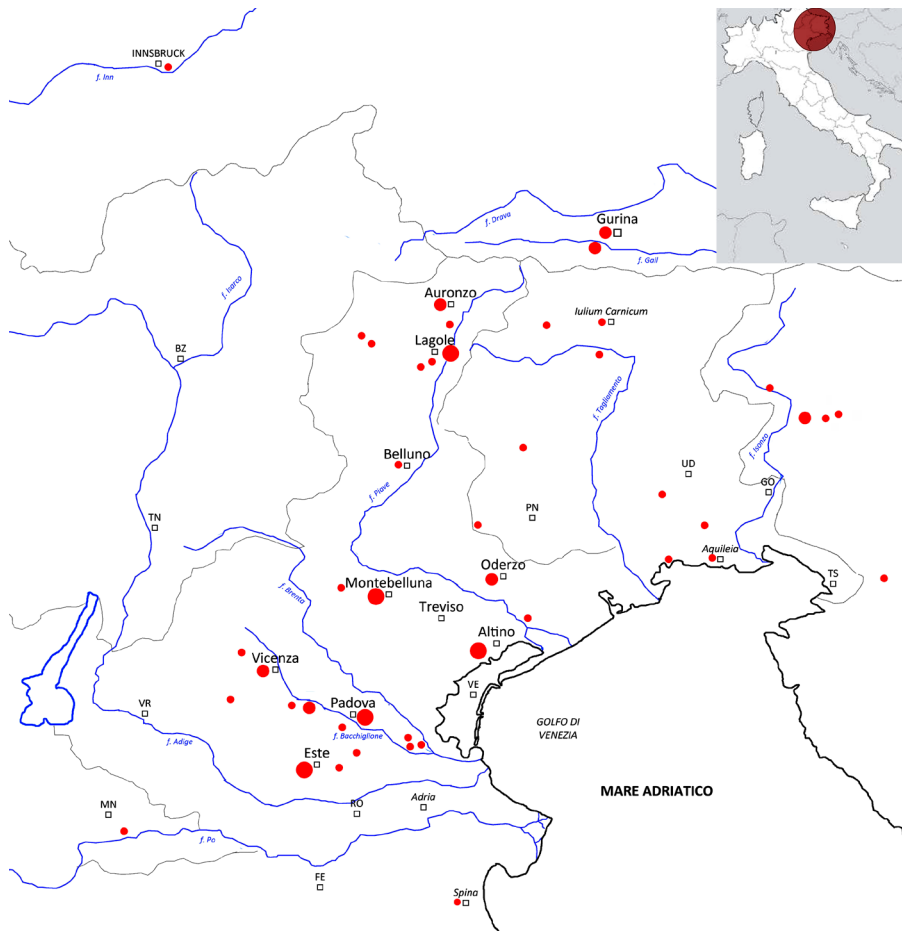 INNSBRUCK
f. Inn
f. Drava
Gurina
f. Gail
f. Isarco
Auronzo
Iulium Carnicum
Lagole
BZ
f. Tagliamento
f. Isonzo
Belluno
UD
f. Piave
GO
PN
TN
Aquileia
Oderzo
TS
Montebelluna
f. Brenta
Treviso
Altino
Vicenza
VE
Padova
VR
GOLFO DI
VENEZIA
f. Bacchiglione
f. Adige
Este
MARE ADRIATICO
MN
RO
Adria
f. Po
FE
Spina